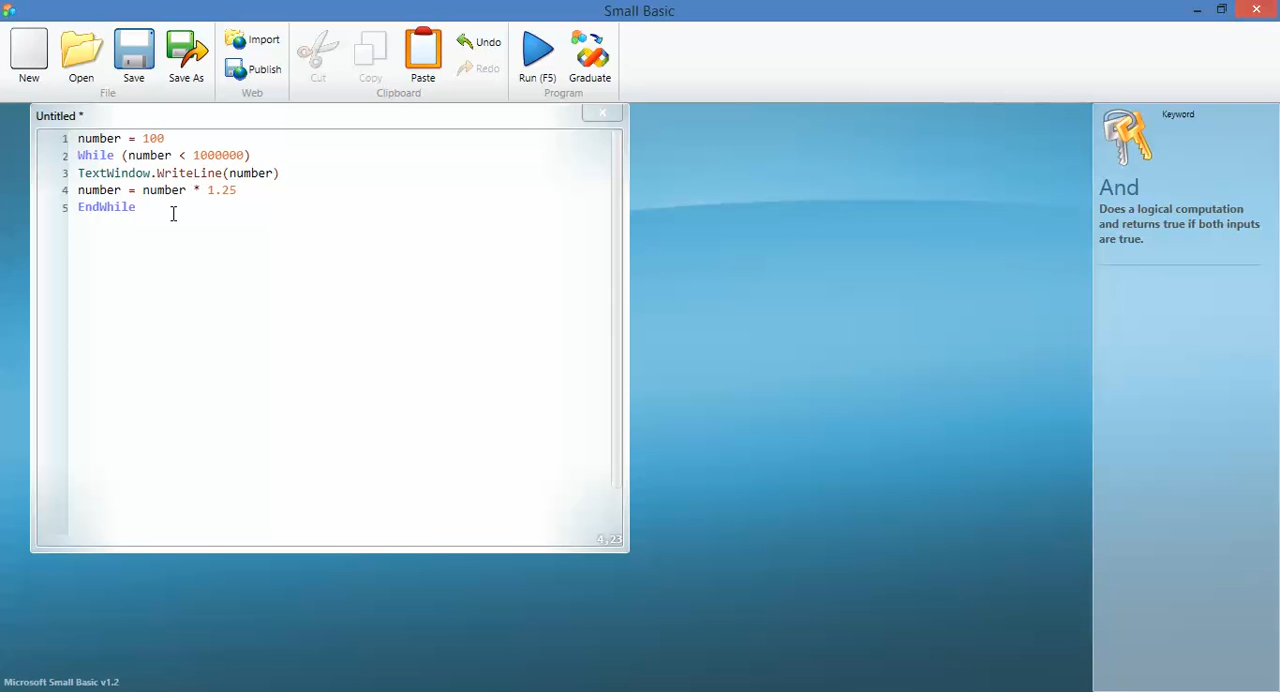 Small Basic
New
Open
Save
Save As
Import
Publish
Cut
Copy
Paste
Undo
Redo
Run (F5)
Graduate
File
Web
Clipboard
Program
Untitled *
1 number = 100
2 While (number < 1000000)
3 TextWindow.WriteLine(number)
4 number = number * 1.25
5 EndWhile
4,23
Keyword
And
Does a logical computation
and returns true if both inputs
are true.
Microsoft Small Basic v1.2